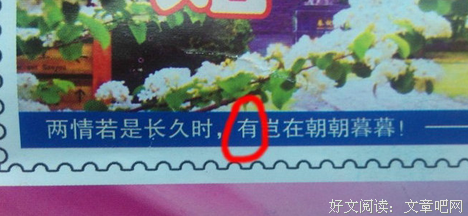 两情若是长久时，有岂在朝朝暮暮！——
好文阅读：文章吧网